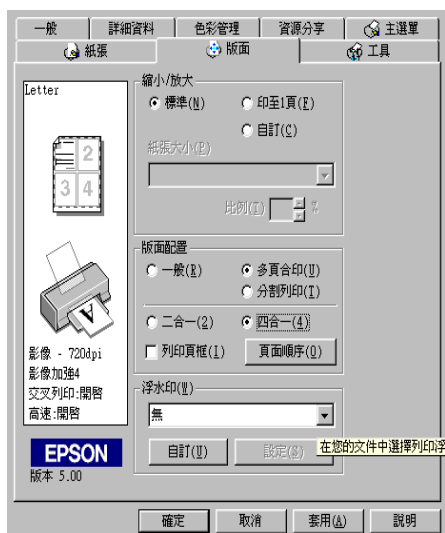 一般 詳細資料 色彩管理 資源分享 主選單
紙張 版面 工具
Letter
2
3 4
影像 - 720dpi
影像加強4
交叉列印:開啓
高速:開啓
EPSON
版本 5.00
縮小/放大
標準(N) 印至1頁(F)
自訂(C)
紙張大小(P)
比例(T) %
版面配置
一般(R) 多頁合印(U)
分割列印(I)
二合一(2) 四合一(4)
列印頁框(I) 頁面順序(O)
浮水印(W)
無
自訂(U) 設定(S)
在您的文件中選擇列印浮
確定 取消 套用(A) 說明